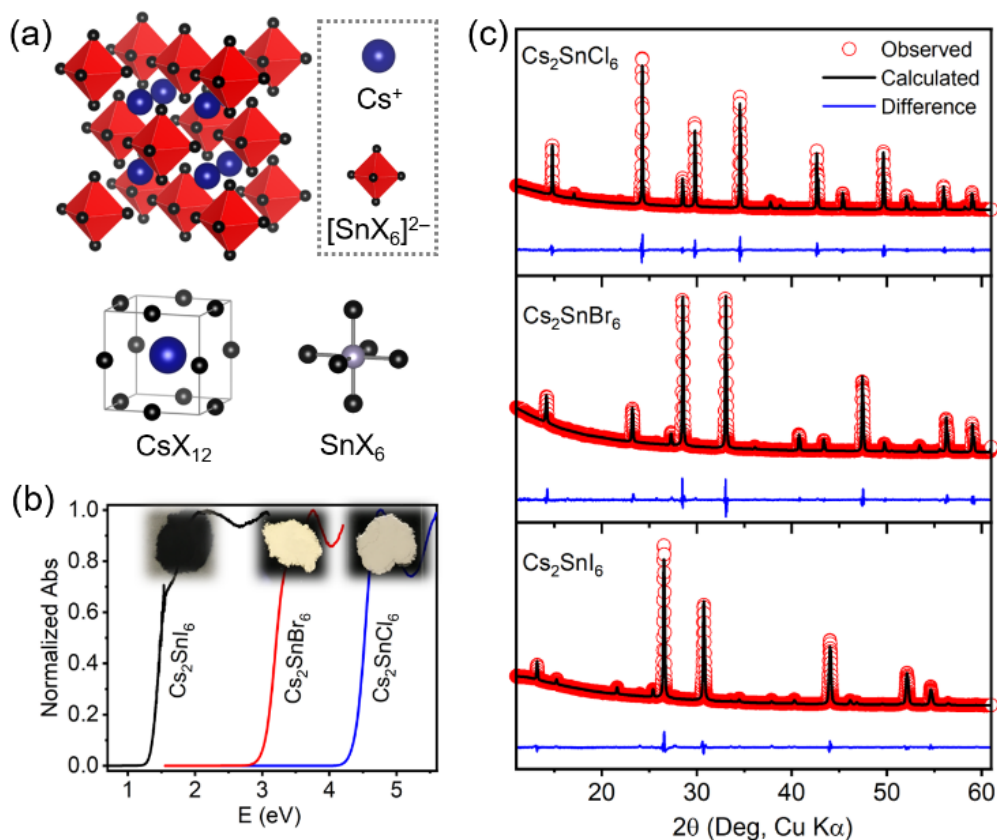 (a)
Cs⁺
[SnX₆]²⁻
CsX₁₂
SnX₆
(b)
1.0
0.8
0.6
0.4
0.2
0.0
Normalized Abs
Cs₂SnI₆
Cs₂SnBr₆
Cs₂SnCl₆
1 2 3 4 5
E (eV)
(c)
Cs₂SnCl₆
Observed
Calculated
Difference
Cs₂SnBr₆
Cs₂SnI₆
20 30 40 50 60
2θ (Deg, Cu Kα)